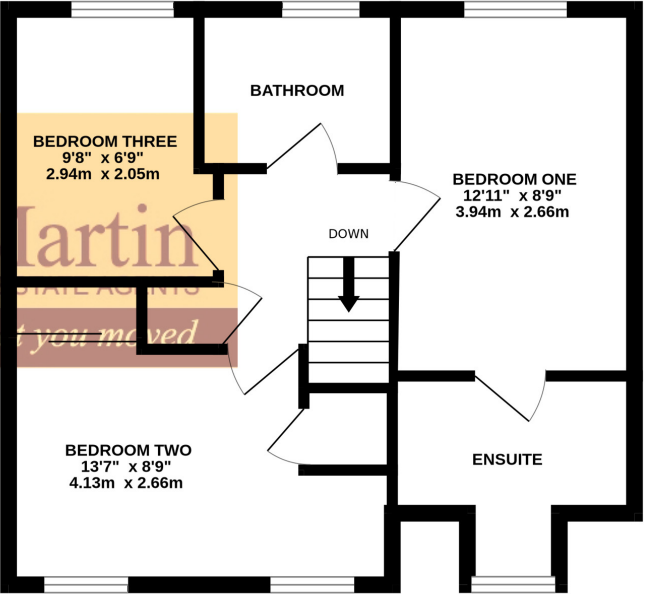 BATHROOM
BEDROOM THREE
9'8" x 6'9"
2.94m x 2.05m
BEDROOM ONE
12'11" x 8'9"
3.94m x 2.66m
Martin
ESTATE AGENTS
DOWN
t you moved
BEDROOM TWO
13'7" x 8'9"
4.13m x 2.66m
ENSUITE